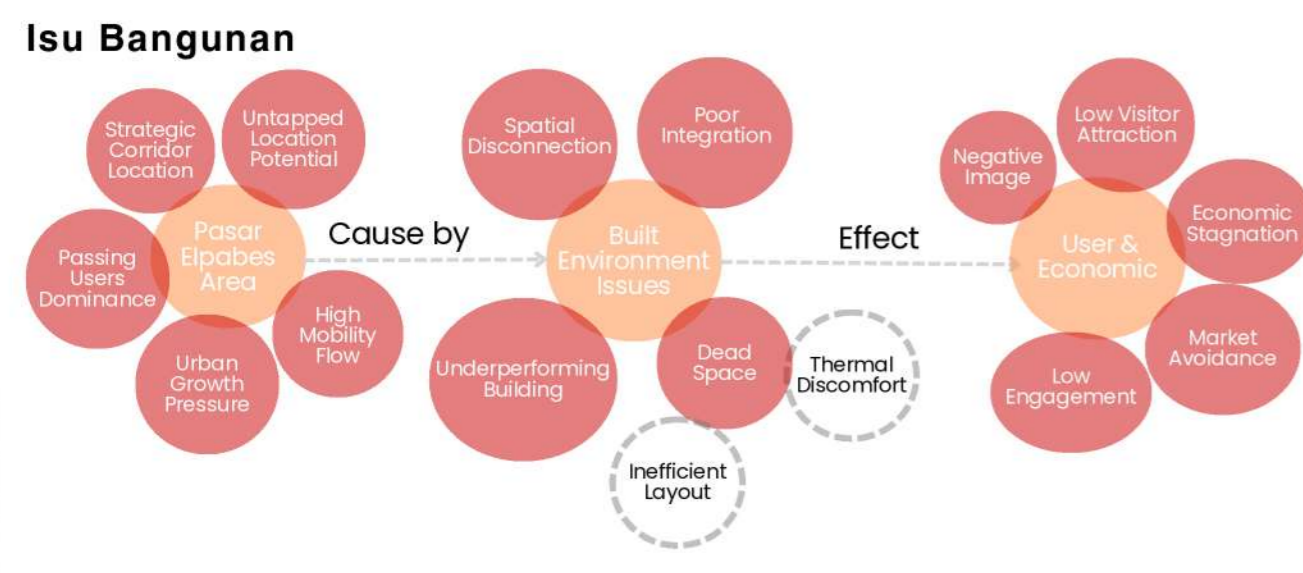 Isu Bangunan
Strategic
Corridor
Location
Untapped
Location
Potential
Passing
Users
Dominance
Pasar
Elpabes
Area
Urban
Growth
Pressure
High
Mobility
Flow
Cause by
Spatial
Disconnection
Poor
Integration
Built
Environment
Issues
Underperforming
Building
Dead
Space
Thermal
Discomfort
Inefficient
Layout
Effect
Negative
Image
Low Visitor
Attraction
Economic
Stagnation
User &
Economic
Market
Avoidance
Low
Engagement